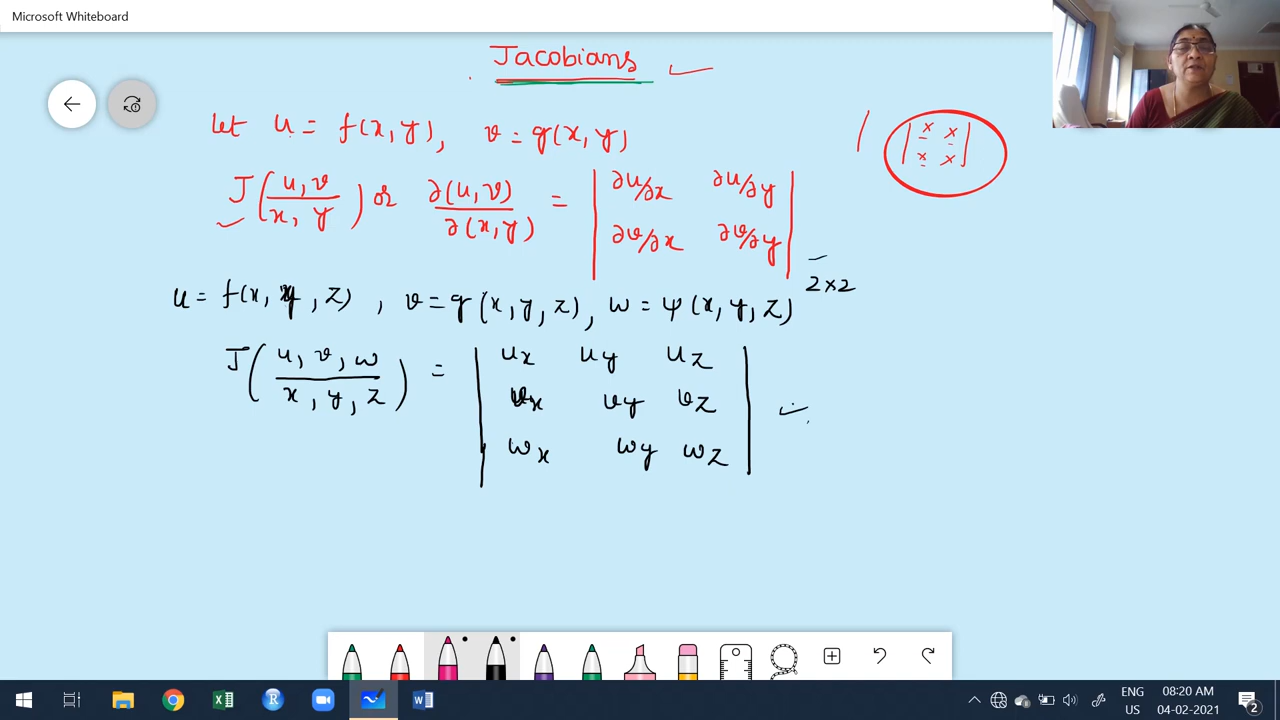 Microsoft Whiteboard
Jacobians
let u = f(x, y), v = g(x, y)
| x x |
| x x |
J(u, v / x, y) or ∂(u, v) / ∂(x, y) = | ∂u/∂x ∂u/∂y |
| ∂v/∂x ∂v/∂y | 2×2
u = f(x, y, z), v = g(x, y, z), w = ψ(x, y, z)
J(u, v, w / x, y, z) = | ux uy uz |
| vx vy vz |
| wx wy wz |
ENG
US
08:20 AM
04-02-2021
2